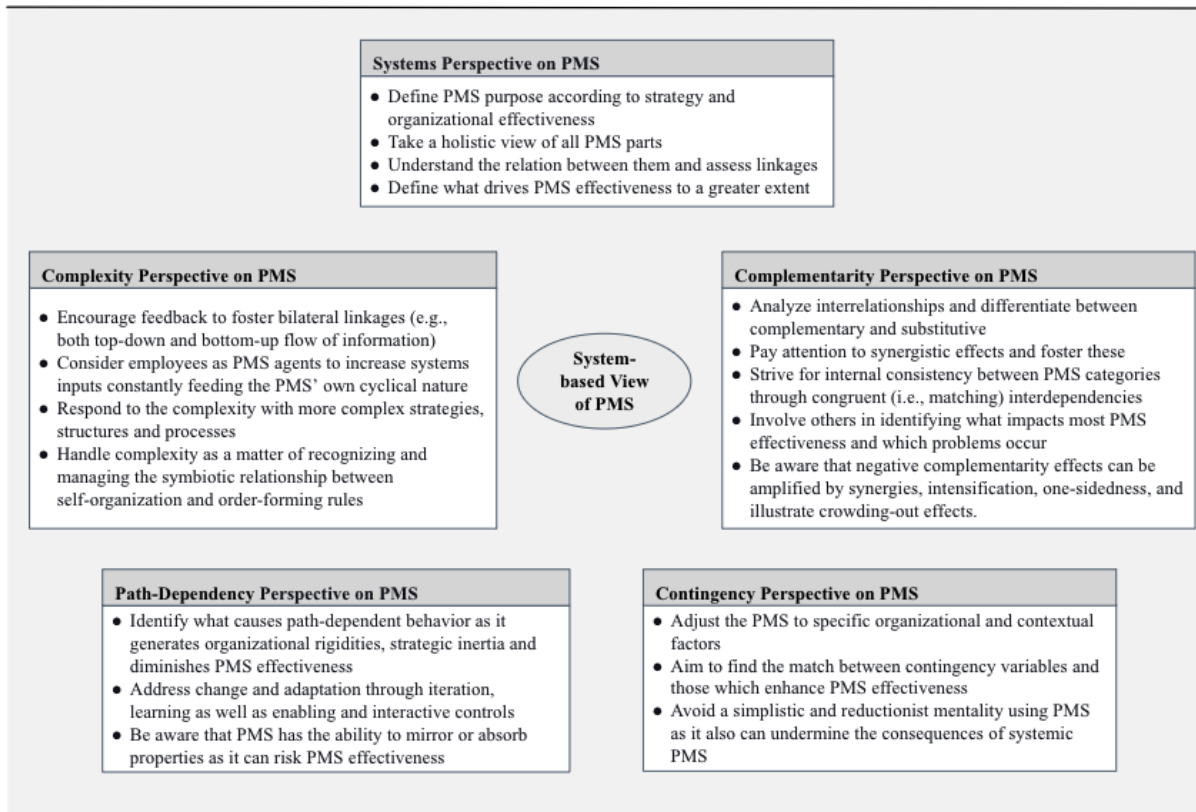 Systems Perspective on PMS
● Define PMS purpose according to strategy and
organizational effectiveness
● Take a holistic view of all PMS parts
● Understand the relation between them and assess linkages
● Define what drives PMS effectiveness to a greater extent
Complexity Perspective on PMS
● Encourage feedback to foster bilateral linkages (e.g.,
both top-down and bottom-up flow of information)
● Consider employees as PMS agents to increase systems
inputs constantly feeding the PMS' own cyclical nature
● Respond to the complexity with more complex strategies,
structures and processes
● Handle complexity as a matter of recognizing and
managing the symbiotic relationship between
self-organization and order-forming rules
System-
based View
of PMS
Complementarity Perspective on PMS
● Analyze interrelationships and differentiate between
complementary and substitutive
● Pay attention to synergistic effects and foster these
● Strive for internal consistency between PMS categories
through congruent (i.e., matching) interdependencies
● Involve others in identifying what impacts most PMS
effectiveness and which problems occur
● Be aware that negative complementarity effects can be
amplified by synergies, intensification, one-sidedness, and
illustrate crowding-out effects.
Path-Dependency Perspective on PMS
● Identify what causes path-dependent behavior as it
generates organizational rigidities, strategic inertia and
diminishes PMS effectiveness
● Address change and adaptation through iteration,
learning as well as enabling and interactive controls
● Be aware that PMS has the ability to mirror or absorb
properties as it can risk PMS effectiveness
Contingency Perspective on PMS
● Adjust the PMS to specific organizational and contextual
factors
● Aim to find the match between contingency variables and
those which enhance PMS effectiveness
● Avoid a simplistic and reductionist mentality using PMS
as it also can undermine the consequences of systemic
PMS